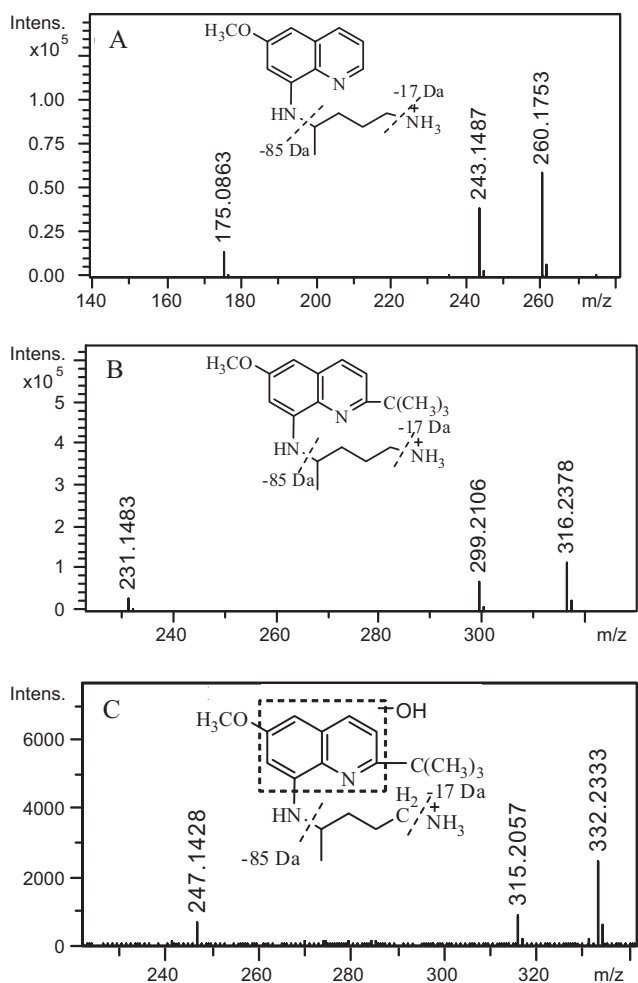 Intens.
x10⁵
A
H₃CO
N
HN
-17 Da
+
NH₃
-85 Da
175.0863
243.1487
260.1753
1.00
0.75
0.50
0.25
0.00
140 160 180 200 220 240 260 m/z
Intens.
x10⁵
B
H₃CO
N
C(CH₃)₃
HN
-17 Da
+
NH₃
-85 Da
231.1483
299.2106
316.2378
5
4
3
2
1
0
240 260 280 300 m/z
Intens.
C
H₃CO
OH
N
C(CH₃)₃
H₂
C
-17 Da
HN
+
NH₃
-85 Da
247.1428
315.2057
332.2333
6000
4000
2000
0
240 260 280 300 320 m/z